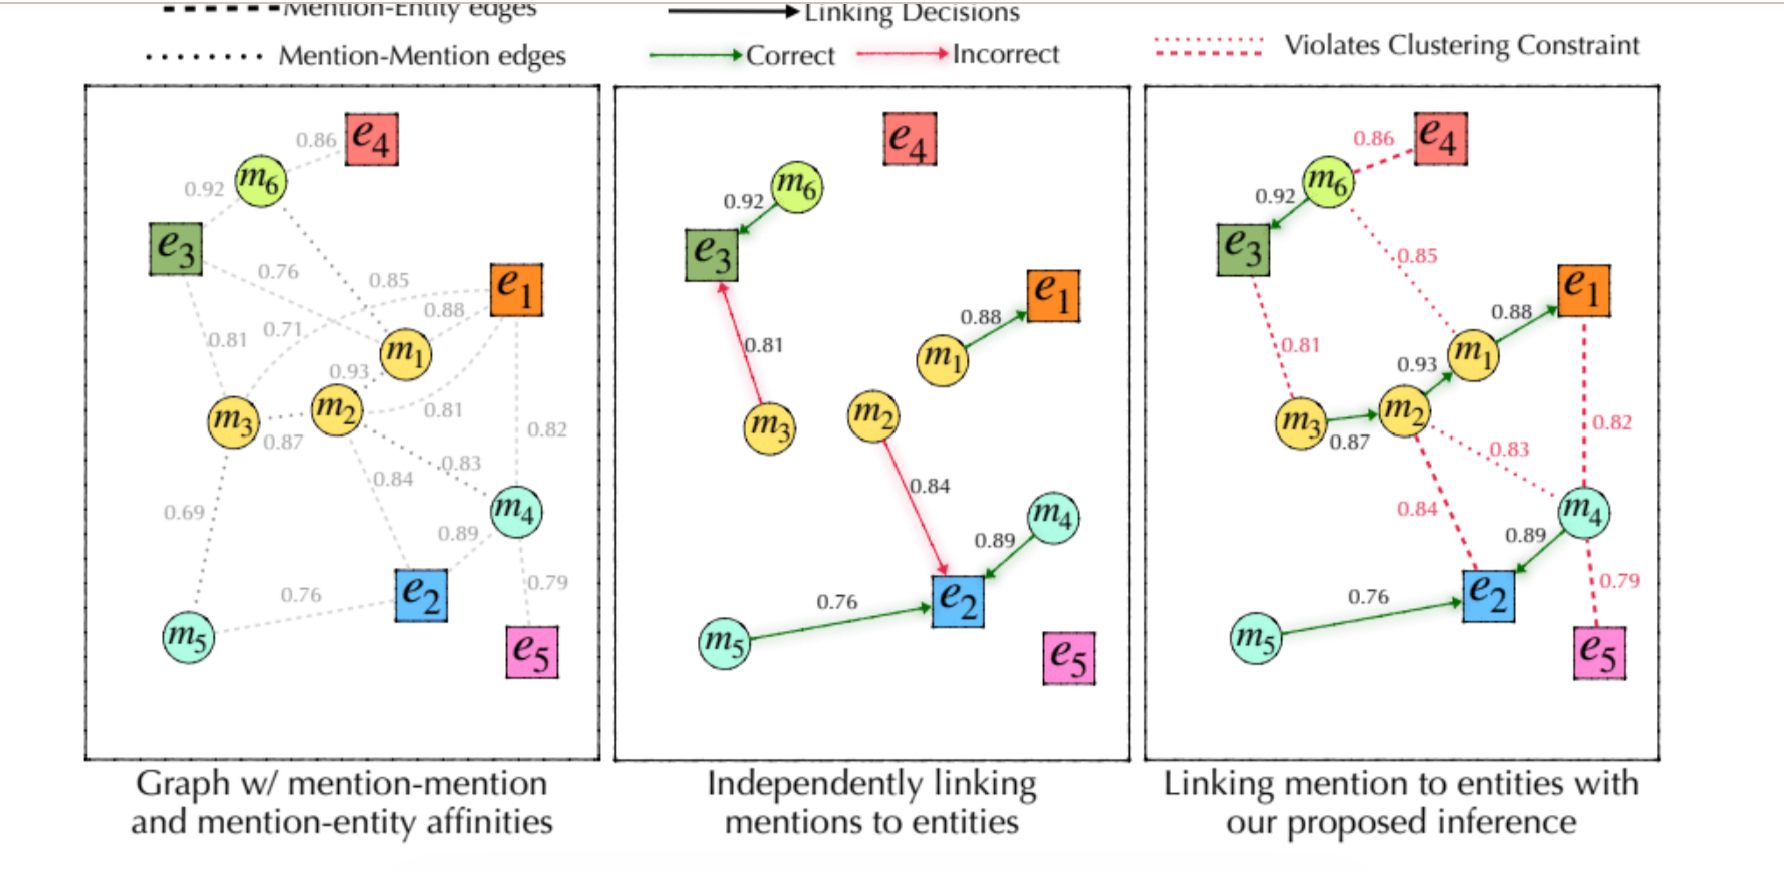 Mention-Entity edges
Linking Decisions
Mention-Mention edges
Correct
Incorrect
Violates Clustering Constraint
e4
0.86
m6
0.92
e3
0.76
0.85
e1
0.88
0.71
0.81
m1
0.93
m2
m3
0.81
0.87
0.82
0.83
0.84
m4
0.69
0.89
e2
0.79
0.76
m5
e5
Graph w/ mention-mention
and mention-entity affinities
e4
m6
0.92
e3
e1
0.88
0.81
m1
m2
m3
0.84
m4
0.89
0.76
e2
m5
e5
Independently linking
mentions to entities
e4
0.86
m6
0.92
e3
0.85
e1
0.88
0.81
m1
0.93
m2
m3
0.87
0.82
0.83
0.84
m4
0.89
0.79
0.76
e2
m5
e5
Linking mention to entities with
our proposed inference